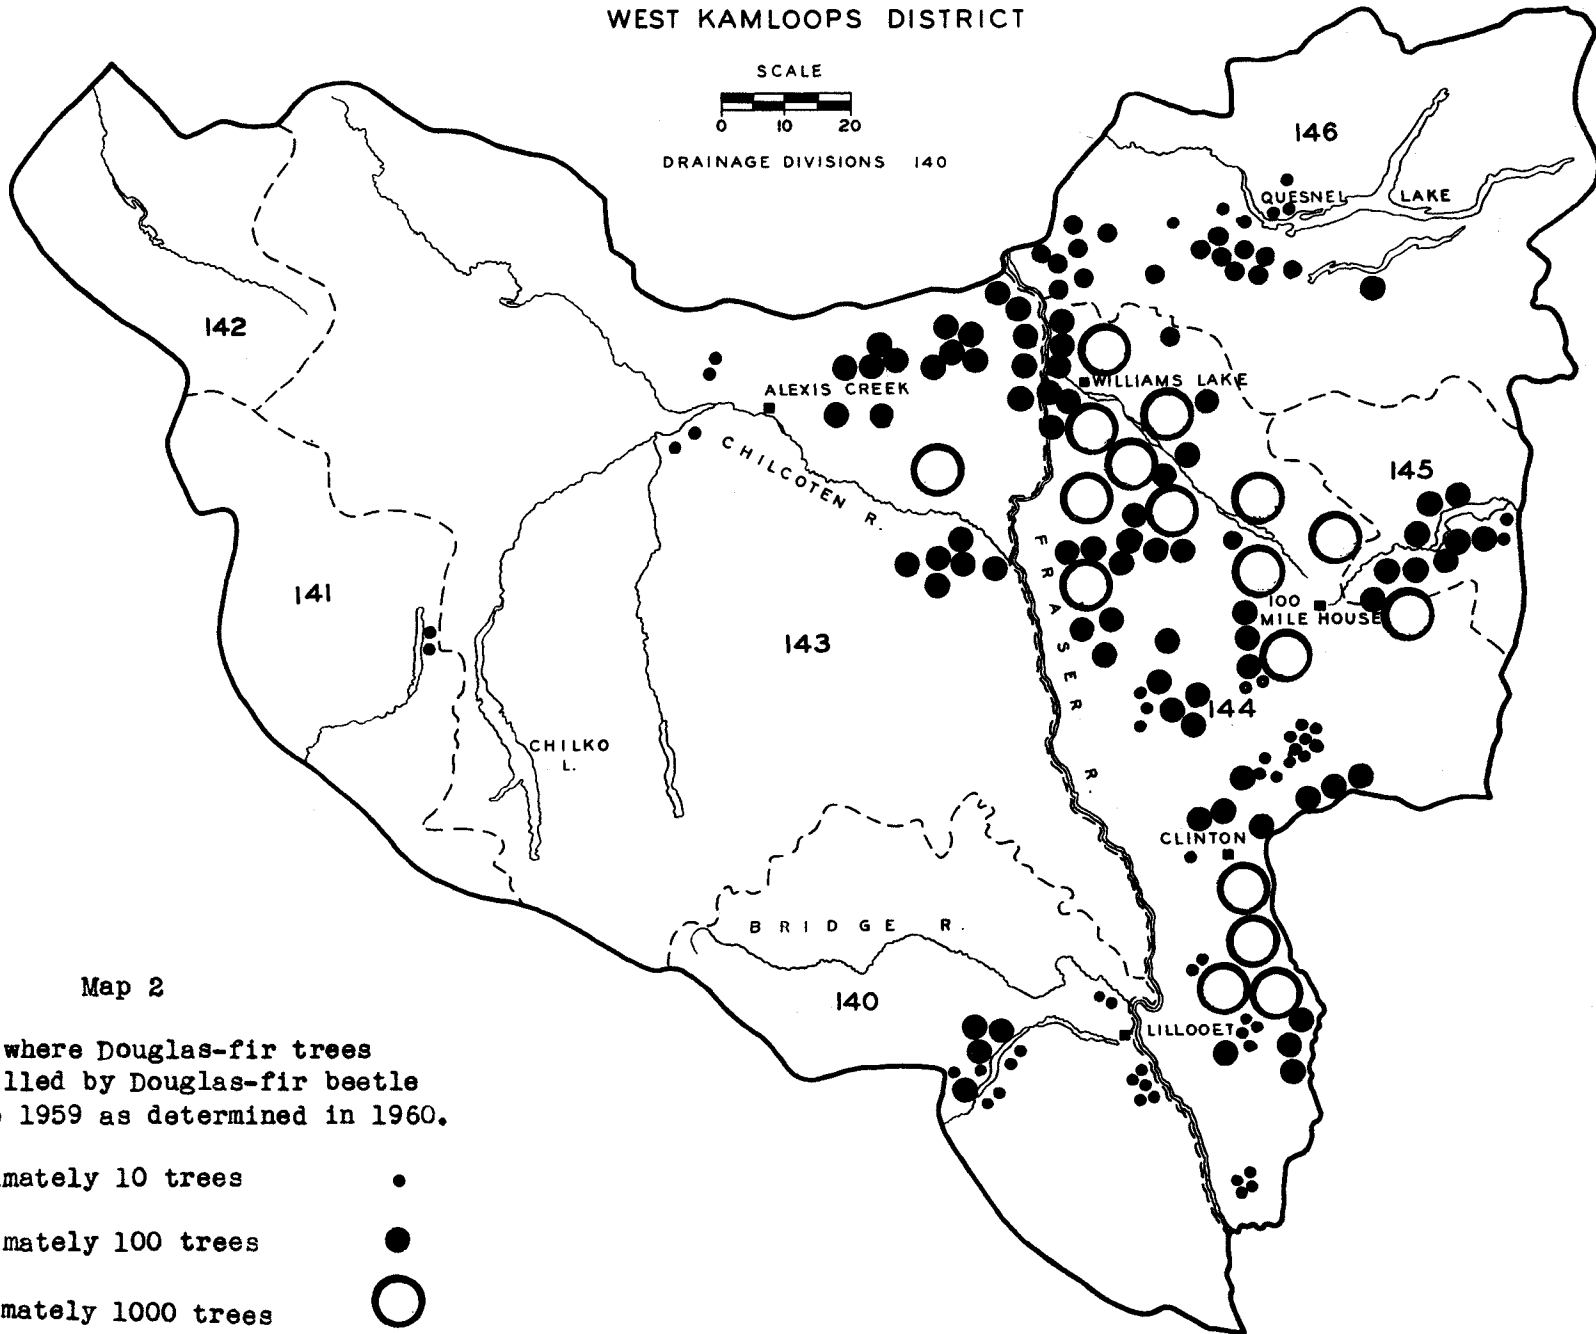 WEST KAMLOOPS DISTRICT
SCALE
0 10 20
DRAINAGE DIVISIONS 140
146
QUESNEL LAKE
142
WILLIAMS LAKE
ALEXIS CREEK
CHILCOTEN R.
145
141
FRASER R.
100
MILE HOUSE
143
144
CHILKO
L.
CLINTON
BRIDGE R.
140
LILLOOET
Map 2
where Douglas-fir trees
lled by Douglas-fir beetle
1959 as determined in 1960.
mately 10 trees
mately 100 trees
mately 1000 trees